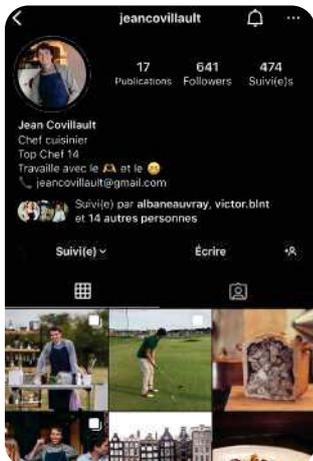 jeancovillault
17 641 474
Publications Followers Suivi(e)s
Jean Covillault
Chef cuisinier
Top Chef 14
Travaille avec le 🫶 et le 😁
📞 jeancovillault@gmail.com
Suivi(e) par albaneauvray, victor.blnt
et 14 autres personnes
Suivi(e) Écrire